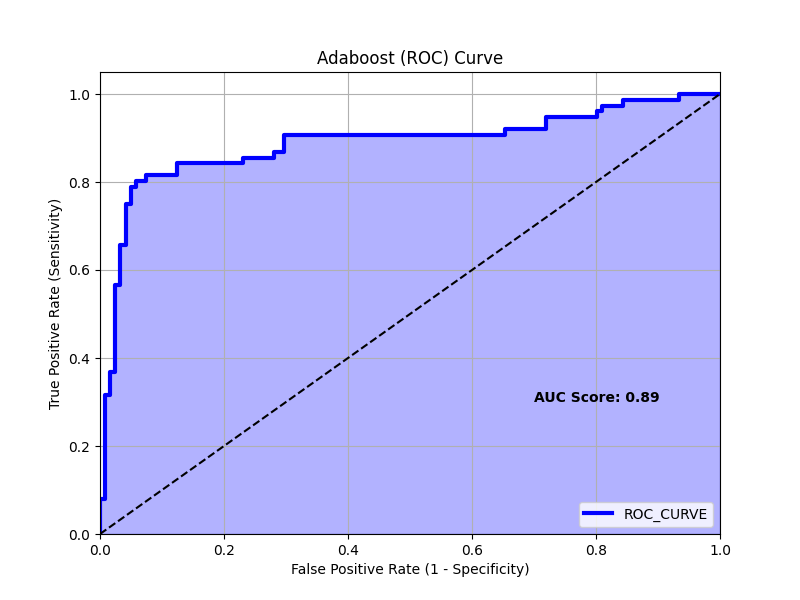 Adaboost (ROC) Curve
True Positive Rate (Sensitivity)
1.0
0.8
0.6
0.4
0.2
0.0
AUC Score: 0.89
ROC_CURVE
0.0 0.2 0.4 0.6 0.8 1.0
False Positive Rate (1 - Specificity)